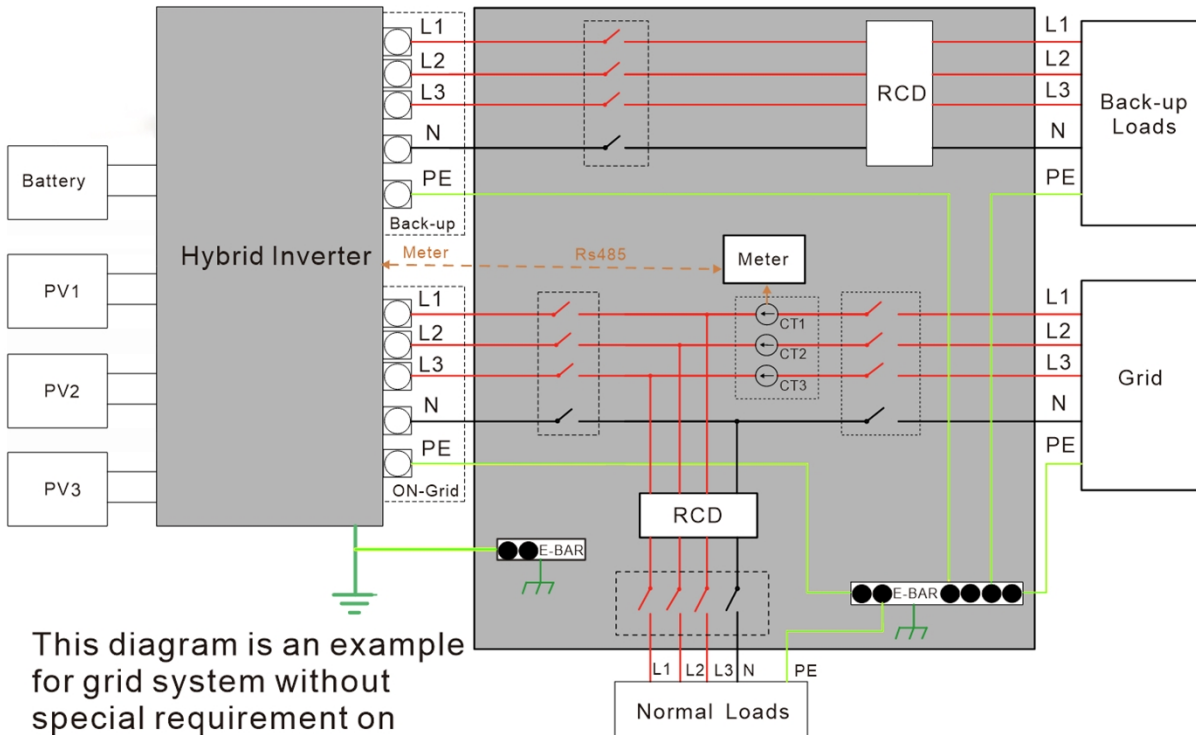 L1
L2
L3
N
PE
Back-up
Battery
PV1
PV2
PV3
Hybrid Inverter
Meter
Rs485
Meter
L1
L2
L3
N
PE
ON-Grid
RCD
L1
L2
L3
N
PE
Back-up
Loads
CT1
CT2
CT3
L1
L2
L3
N
PE
Grid
RCD
E-BAR
E-BAR
L1
L2
L3
N
PE
Normal Loads
This diagram is an example
for grid system without
special requirement on